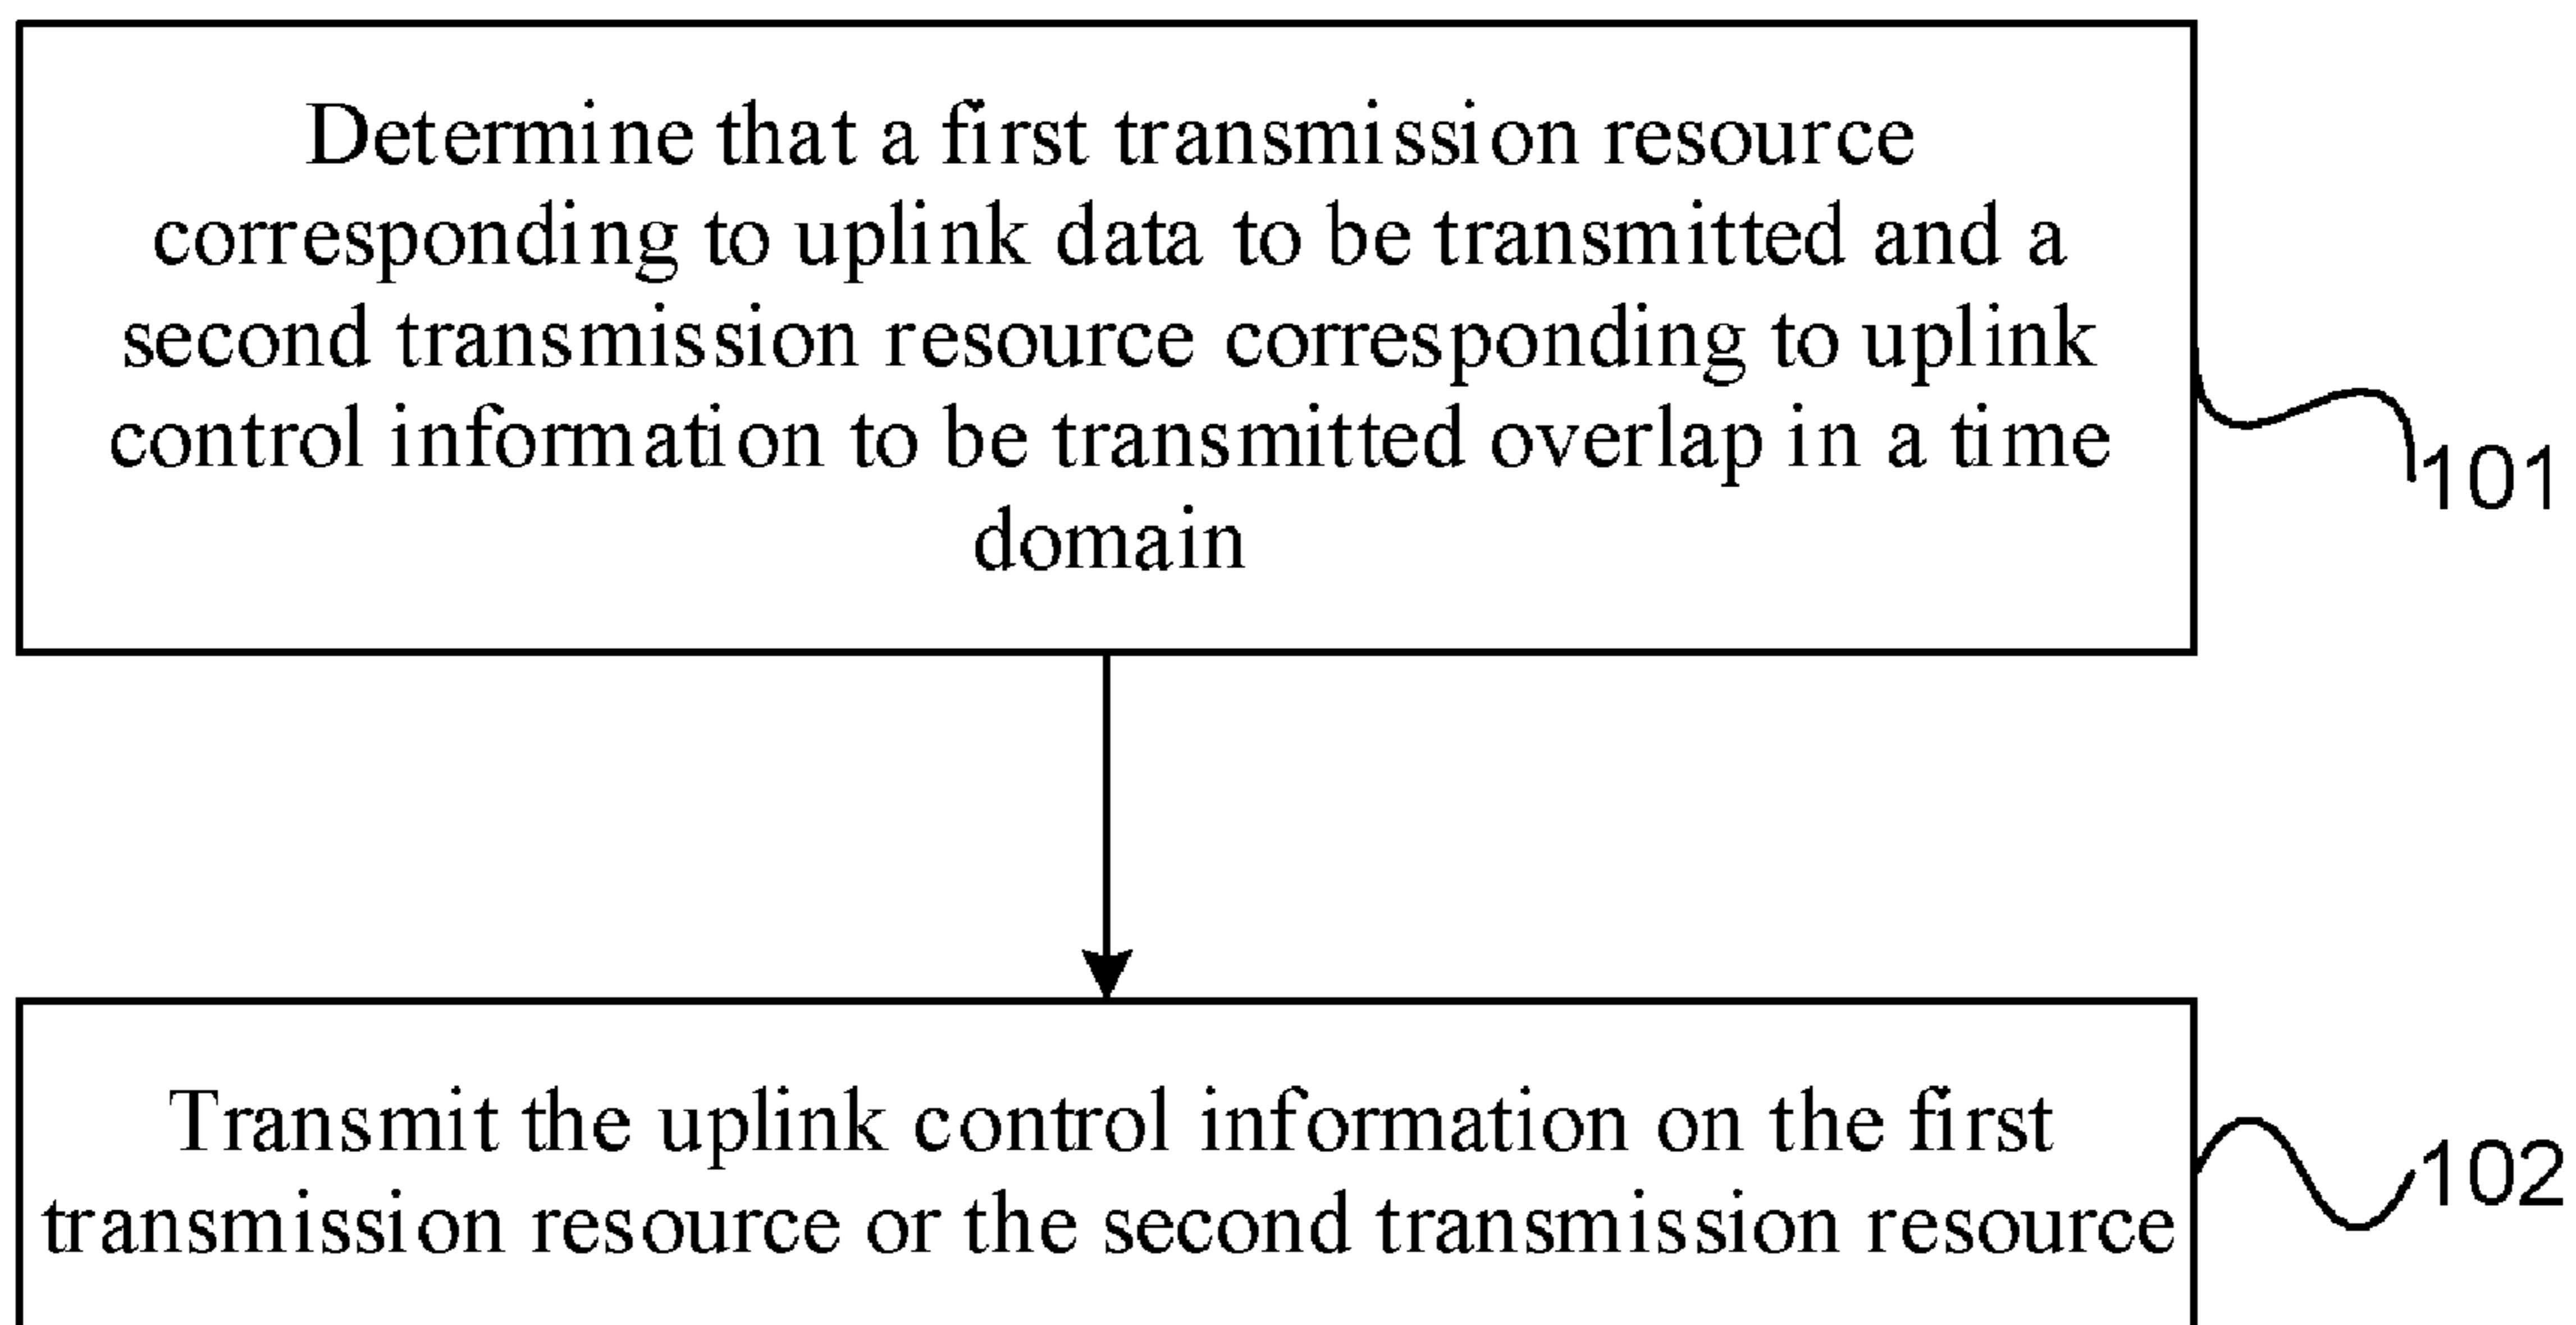 Determine that a first transmission resource
corresponding to uplink data to be transmitted and a
second transmission resource corresponding to uplink
control information to be transmitted overlap in a time
domain
101
Transmit the uplink control information on the first
transmission resource or the second transmission resource
102